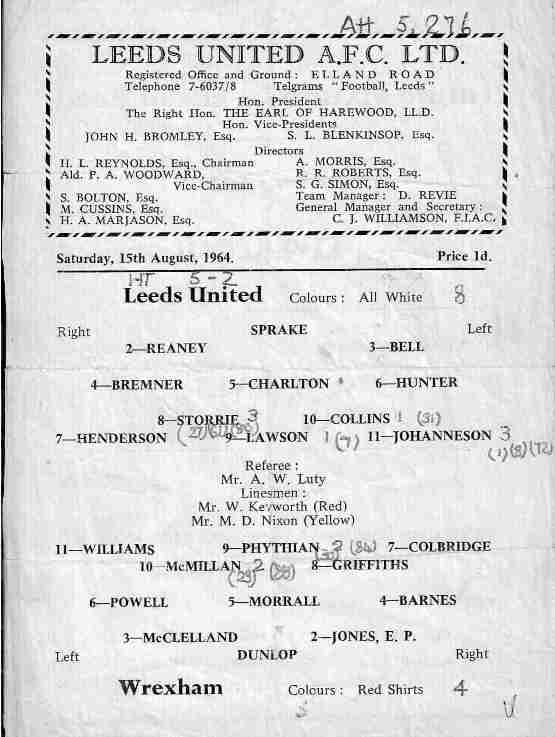 Att 5,276
LEEDS UNITED A.F.C. LTD.
Registered Office and Ground : ELLAND ROAD
Telephone 7-6037/8 Telgrams "Football, Leeds"
Hon. President
The Right Hon. THE EARL OF HAREWOOD, LL.D.
Hon. Vice-Presidents
JOHN H. BROMLEY, Esq. S. L. BLENKINSOP, Esq.
Directors
H. L. REYNOLDS, Esq., Chairman A. MORRIS, Esq.
Ald. P. A. WOODWARD, R. R. ROBERTS, Esq.
Vice-Chairman S. G. SIMON, Esq.
S. BOLTON, Esq. Team Manager : D. REVIE
M. CUSSINS, Esq. General Manager and Secretary :
H. A. MARJASON, Esq. C. J. WILLIAMSON, F.I.A.C.
Saturday, 15th August, 1964. Price 1d.
HT 5-2
Leeds United Colours : All White 8
Right SPRAKE Left
2—REANEY 3—BELL
4—BREMNER 5—CHARLTON 6—HUNTER
8—STORRIE 3 10—COLLINS 1 (31)
7—HENDERSON 9—LAWSON 1 11—JOHANNESON 3
(1)(8)(72)
Referee :
Mr. A. W. Luty
Linesmen :
Mr. W. Keyworth (Red)
Mr. M. D. Nixon (Yellow)
11—WILLIAMS 9—PHYTHIAN 2 7—COLBRIDGE
10—McMILLAN 2 8—GRIFFITHS
(29)
6—POWELL 5—MORRALL 4—BARNES
3—McCLELLAND 2—JONES, E. P.
Left DUNLOP Right
Wrexham Colours : Red Shirts 4